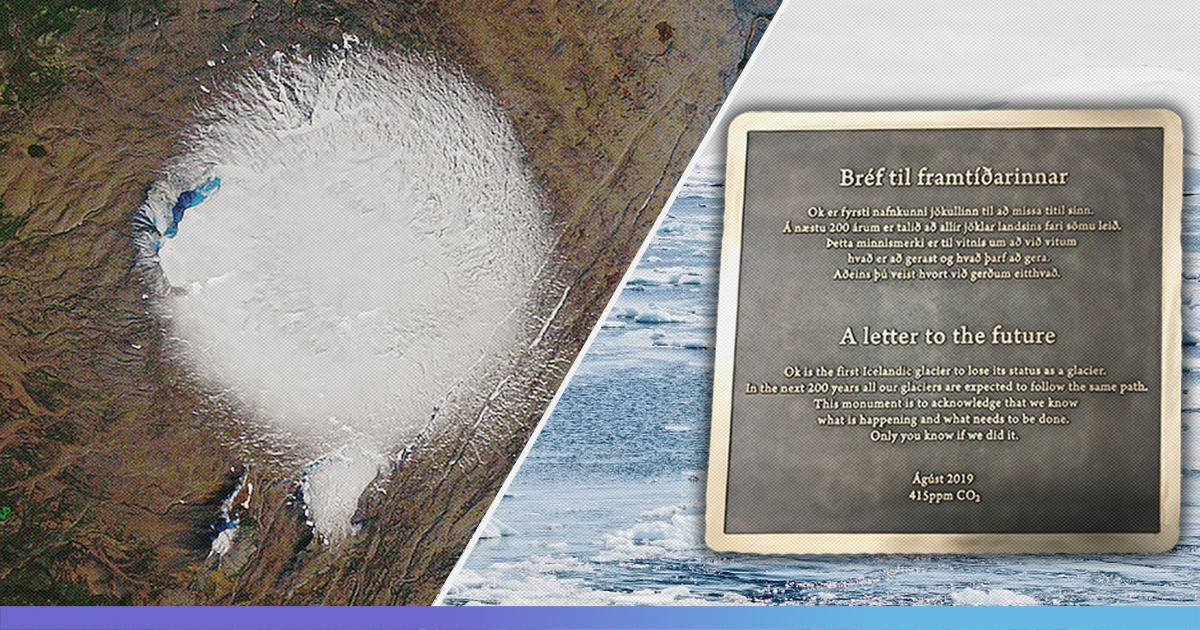 Bréf til framtíðarinnar
Ok er fyrsti nafnkunni jökullinn til að missa titil sinn.
Á næstu 200 árum er talið að allir jöklar landsins fari sömu leið.
Þetta minnismerki er til vitnis um að við vitum
hvað er að gerast og hvað þarf að gera.
Aðeins þú veist hvort við gerðum eitthvað.
A letter to the future
Ok is the first Icelandic glacier to lose its status as a glacier.
In the next 200 years all our glaciers are expected to follow the same path.
This monument is to acknowledge that we know
what is happening and what needs to be done.
Only you know if we did it.
Ágúst 2019
415ppm CO₂